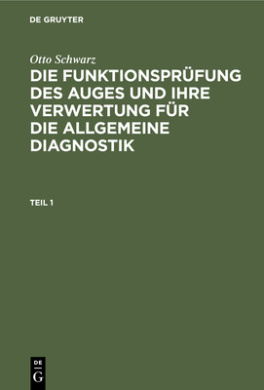 DE GRUYTER
Otto Schwarz
DIE FUNKTIONSPRÜFUNG
DES AUGES UND IHRE
VERWERTUNG FÜR
DIE ALLGEMEINE
DIAGNOSTIK
TEIL 1
DE
G